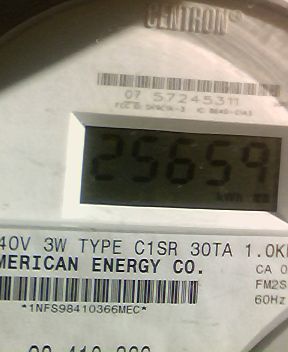 CENTRON
07 57245311
25659
kWh
40V 3W TYPE C1SR 30TA 1.0K
MERICAN ENERGY CO.
CA 0
FM2S
60Hz
*1NFS98410366MEC*